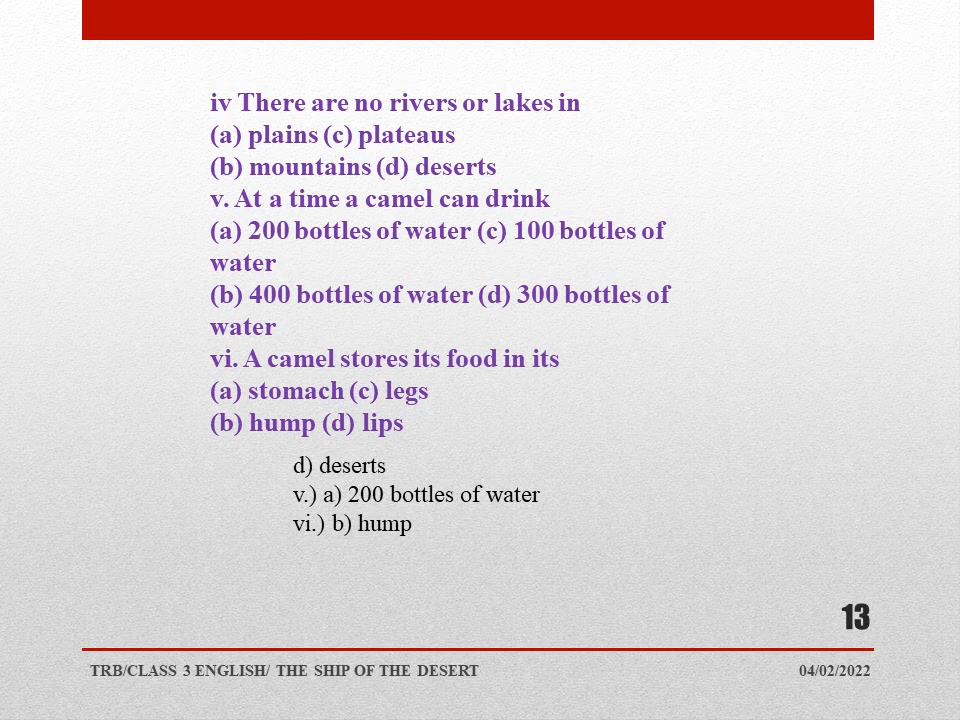 iv There are no rivers or lakes in
(a) plains (c) plateaus
(b) mountains (d) deserts
v. At a time a camel can drink
(a) 200 bottles of water (c) 100 bottles of
water
(b) 400 bottles of water (d) 300 bottles of
water
vi. A camel stores its food in its
(a) stomach (c) legs
(b) hump (d) lips
d) deserts
v.) a) 200 bottles of water
vi.) b) hump
13
TRB/CLASS 3 ENGLISH/ THE SHIP OF THE DESERT 04/02/2022